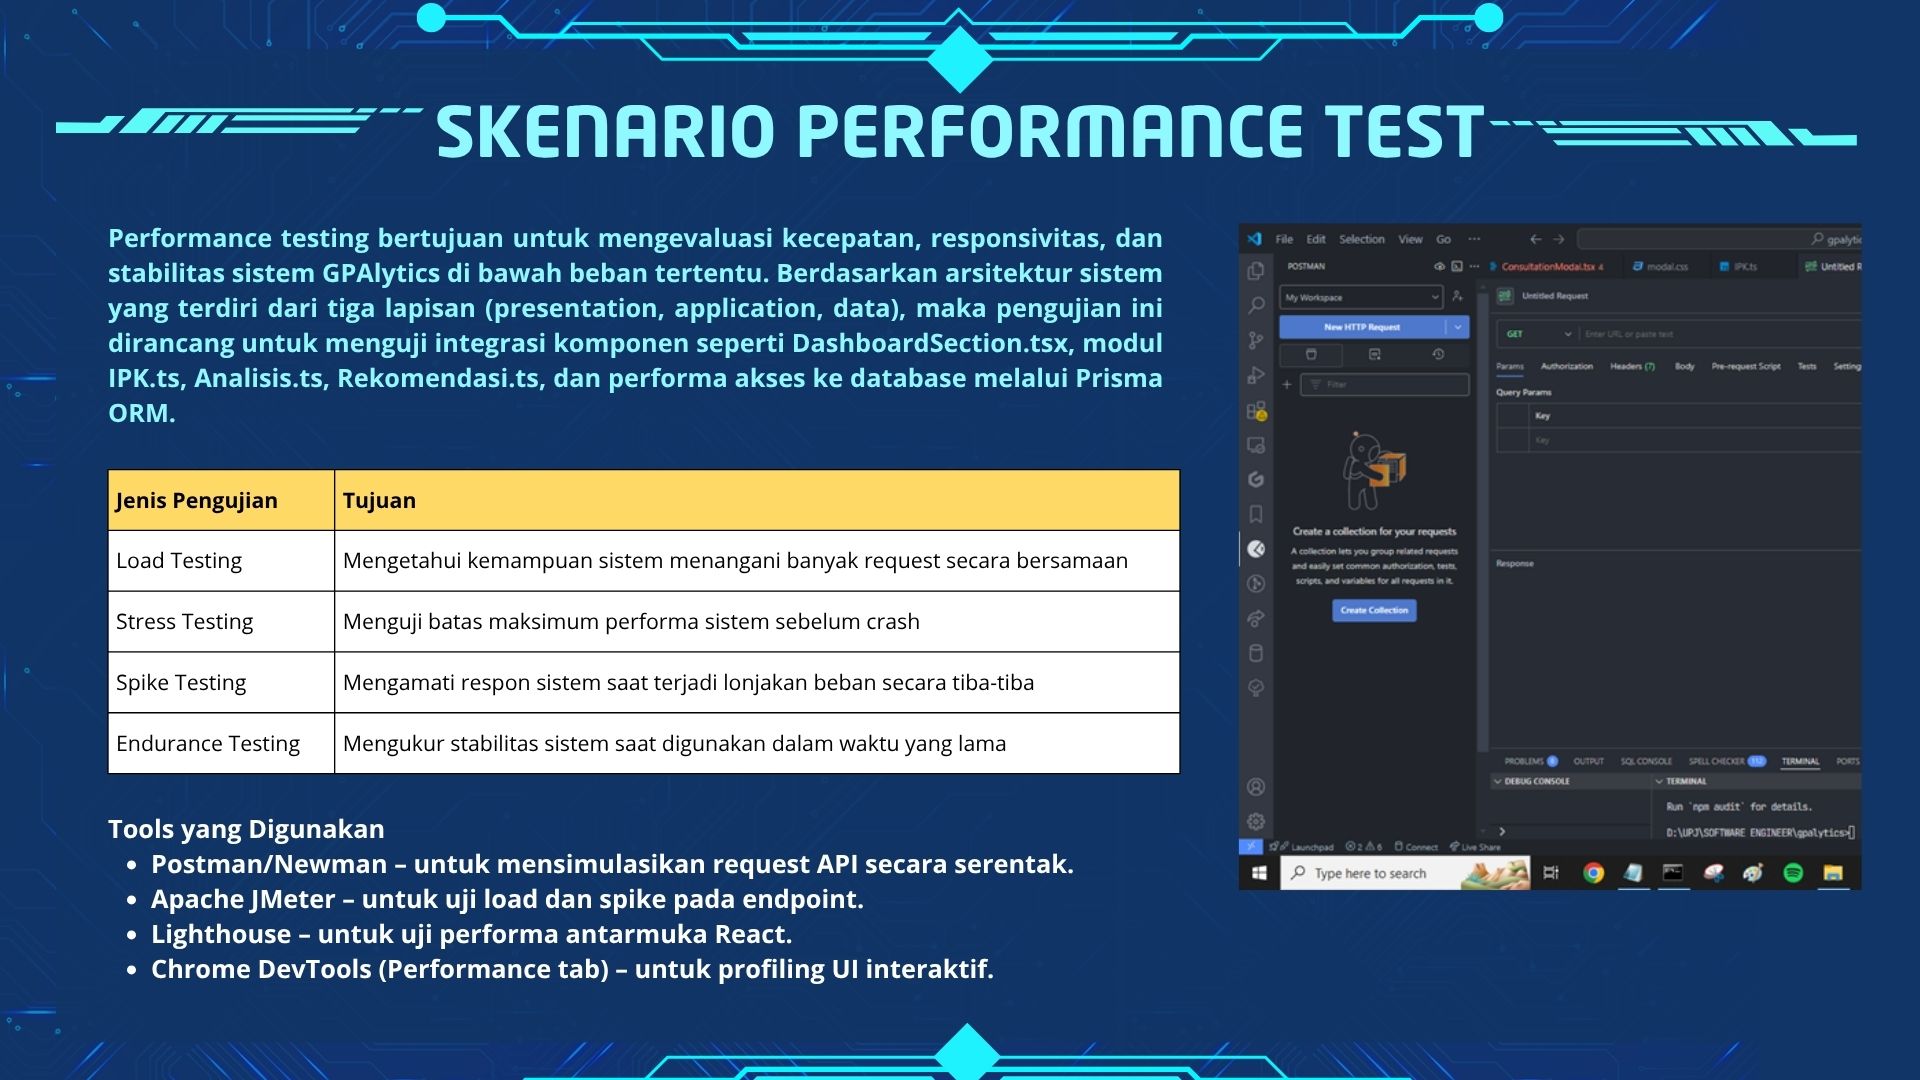 SKENARIO PERFORMANCE TEST
Performance testing bertujuan untuk mengevaluasi kecepatan, responsivitas, dan
stabilitas sistem GPAlytics di bawah beban tertentu. Berdasarkan arsitektur sistem
yang terdiri dari tiga lapisan (presentation, application, data), maka pengujian ini
dirancang untuk menguji integrasi komponen seperti DashboardSection.tsx, modul
IPK.ts, Analisis.ts, Rekomendasi.ts, dan performa akses ke database melalui Prisma
ORM.
Jenis Pengujian Tujuan
Load Testing Mengetahui kemampuan sistem menangani banyak request secara bersamaan
Stress Testing Menguji batas maksimum performa sistem sebelum crash
Spike Testing Mengamati respon sistem saat terjadi lonjakan beban secara tiba-tiba
Endurance Testing Mengukur stabilitas sistem saat digunakan dalam waktu yang lama
Tools yang Digunakan
• Postman/Newman – untuk mensimulasikan request API secara serentak.
• Apache JMeter – untuk uji load dan spike pada endpoint.
• Lighthouse – untuk uji performa antarmuka React.
• Chrome DevTools (Performance tab) – untuk profiling UI interaktif.
File Edit Selection View Go ··· gpalytic
POSTMAN ···
ConsultationModal.tsx 4 modal.css IPK.ts Untitled R
My Workspace
New HTTP Request
Filter
Create a collection for your requests
A collection lets you group related requests
and easily set common authorization, tests,
scripts, and variables for all requests in it.
Create Collection
Untitled Request
GET Enter URL or paste text
Params Authorization Headers (7) Body Pre-request Script Tests Setting
Query Params
Key
Key
Response
PROBLEMS 8 OUTPUT SQL CONSOLE SPELL CHECKER 112 TERMINAL PORTS
DEBUG CONSOLE TERMINAL
Run `npm audit` for details.
D:\UPJ\SOFTWARE ENGINEER\gpalytics>
Launchpad 2 6 Connect Live Share
Type here to search